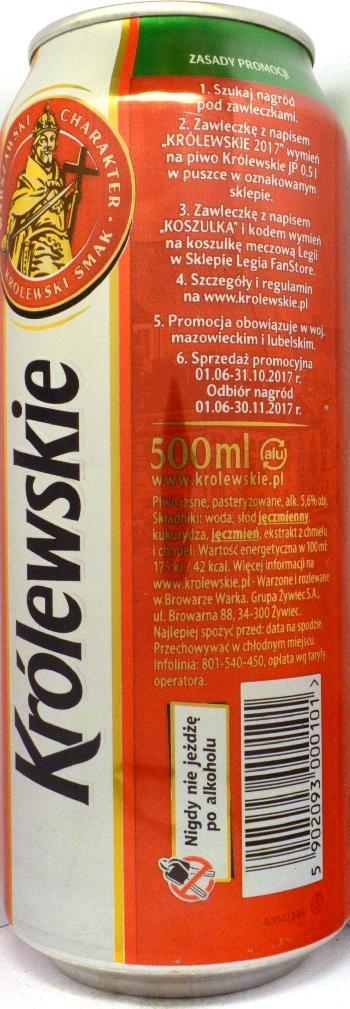 ZASADY PROMOCJI
1. Szukaj nagród
pod zawleczkami.
2. Zawleczkę z napisem
„KRÓLEWSKIE 2017” wymień
na piwo Królewskie JP 0,5 l
w puszce w oznakowanym
sklepie.
3. Zawleczkę z napisem
„KOSZULKA” i kodem wymień
na koszulkę meczową Legii
w Sklepie Legia FanStore.
4. Szczegóły i regulamin
na www.krolewskie.pl
5. Promocja obowiązuje w woj.
mazowieckim i lubelskim.
6. Sprzedaż promocyjna
01.06-31.10.2017 r.
Odbiór nagród
01.06-30.11.2017 r.
500ml alu
www.krolewskie.pl
Piwo jasne, pasteryzowane, alk. 5,6% obj.
Składniki: woda, słód jęczmienny,
kukurydza, jęczmień, ekstrakt z chmielu
i chmiel. Wartość energetyczna w 100 ml:
175 kJ / 42 kcal. Więcej informacji na
www.krolewskie.pl • Warzone i rozlewane
w Browarze Warka. Grupa Żywiec S.A.,
ul. Browarna 88, 34-300 Żywiec.
Najlepiej spożyć przed: data na spodzie.
Przechowywać w chłodnym miejscu.
Infolinia: 801-540-450, opłata wg taryfy
operatora.
Nigdy nie jeżdżę
po alkoholu
5 902093 000101 >
CHARAKTER •
KRÓLEWSKI SMAK •
Królewskie